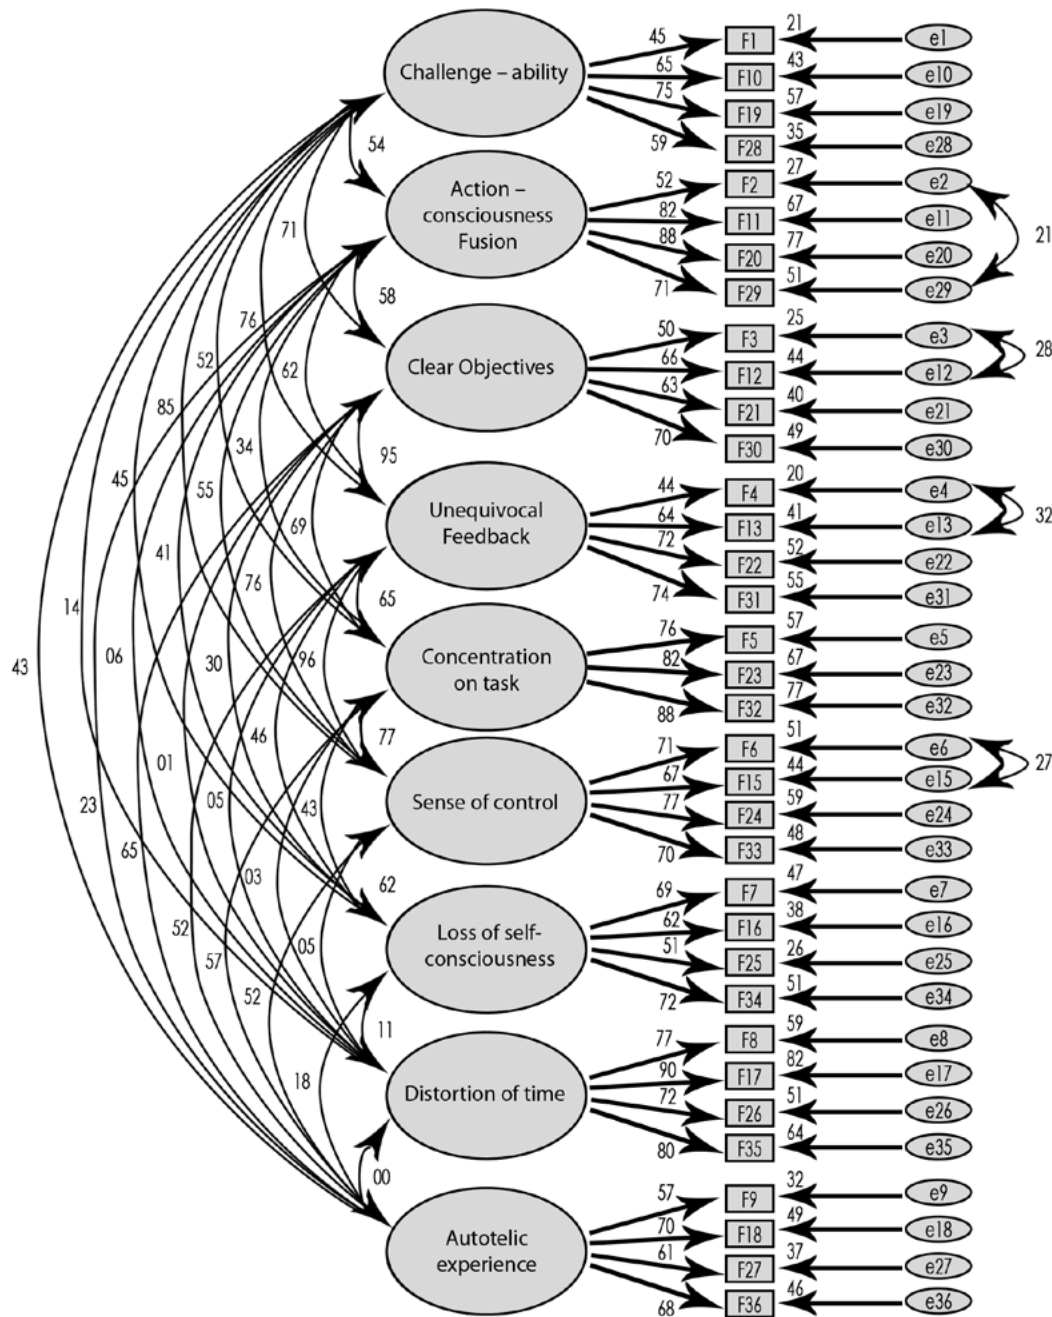 45 F1 21 e1
Challenge – ability 65 F10 43 e10
75 F19 57 e19
59 F28 35 e28
54
Action – 52 F2 27 e2
consciousness 82 F11 67 e11
Fusion 88 F20 77 e20
71 F29 51 e29
21
71
58
50 F3 25 e3
Clear Objectives 66 F12 44 e12
63 F21 40 e21
70 F30 49 e30
28
76
52
62
85
34
95
44 F4 20 e4
Unequivocal 64 F13 41 e13
Feedback 72 F22 52 e22
74 F31 55 e31
32
45
55
69
41
76
65
76 F5 57 e5
Concentration 82 F23 67 e23
on task 88 F32 77 e32
14
43
06
30
96
46
77
71 F6 51 e6
Sense of control 67 F15 44 e15
77 F24 59 e24
70 F33 48 e33
27
01
23
05
43
65
03
62
69 F7 47 e7
Loss of self- 62 F16 38 e16
consciousness 51 F25 26 e25
72 F34 51 e34
52
57
05
52
11
18
77 F8 59 e8
Distortion of time 90 F17 82 e17
72 F26 51 e26
80 F35 64 e35
00
57 F9 32 e9
Autotelic 70 F18 49 e18
experience 61 F27 37 e27
68 F36 46 e36